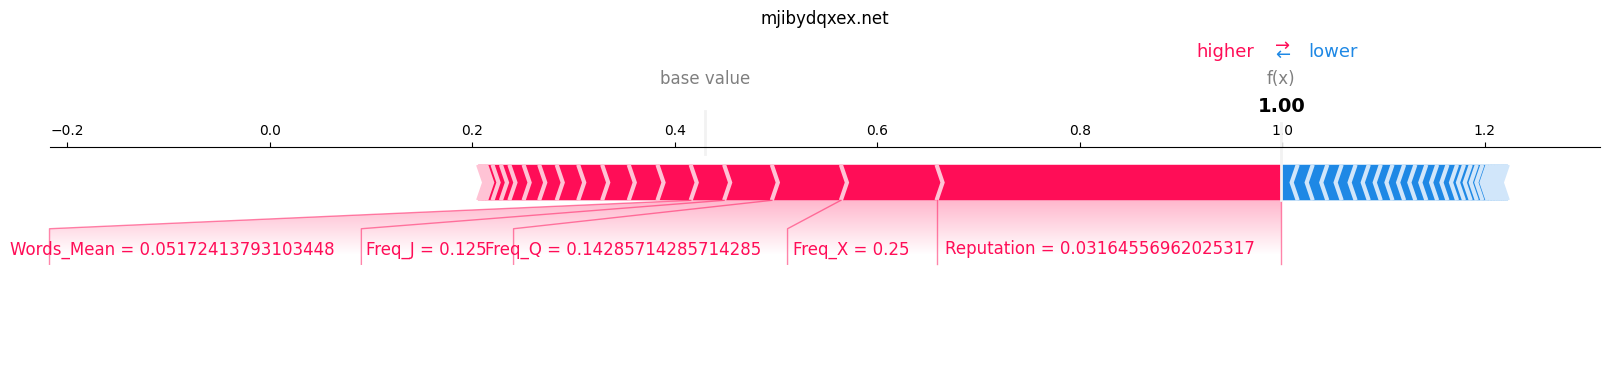 mjibydqxex.net
higher ⇄ lower
base value f(x)
1.00
−0.2 0.0 0.2 0.4 0.6 0.8 1.0 1.2
Words_Mean = 0.05172413793103448 Freq_J = 0.125 Freq_Q = 0.14285714285714285 Freq_X = 0.25 Reputation = 0.03164556962025317